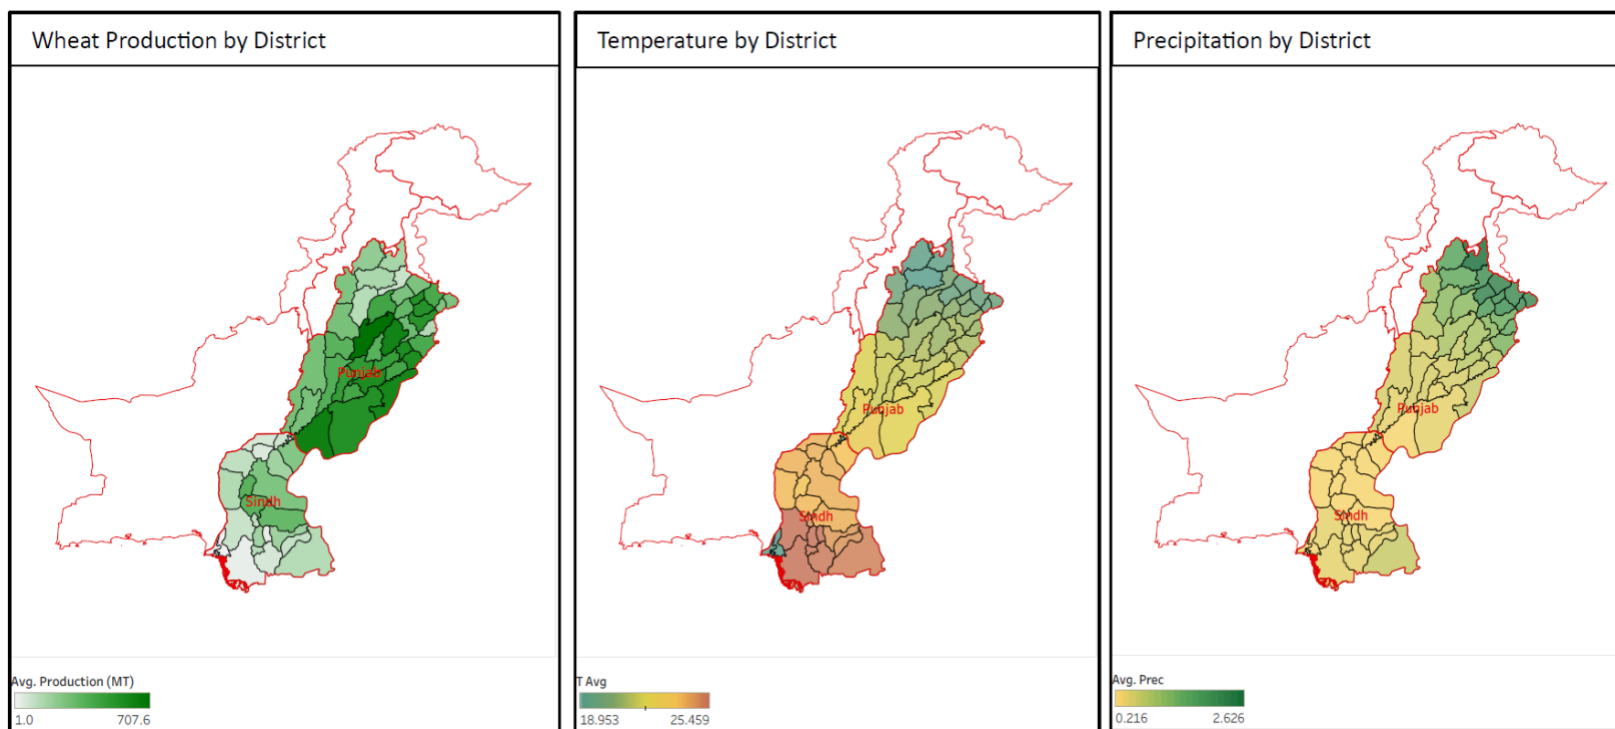 Wheat Production by District
Punjab
Sindh
Avg. Production (MT)
1.0 707.6
Temperature by District
Punjab
Sindh
T Avg
18.953 25.459
Precipitation by District
Punjab
Sindh
Avg. Prec
0.216 2.626